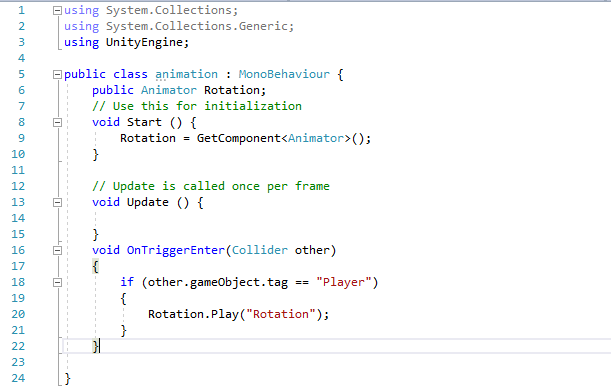 1 using System.Collections;
2 using System.Collections.Generic;
3 using UnityEngine;
4
5 public class animation : MonoBehaviour {
6 public Animator Rotation;
7 // Use this for initialization
8 void Start () {
9 Rotation = GetComponent<Animator>();
10 }
11
12 // Update is called once per frame
13 void Update () {
14
15 }
16 void OnTriggerEnter(Collider other)
17 {
18 if (other.gameObject.tag == "Player")
19 {
20 Rotation.Play("Rotation");
21 }
22 }
23
24 }